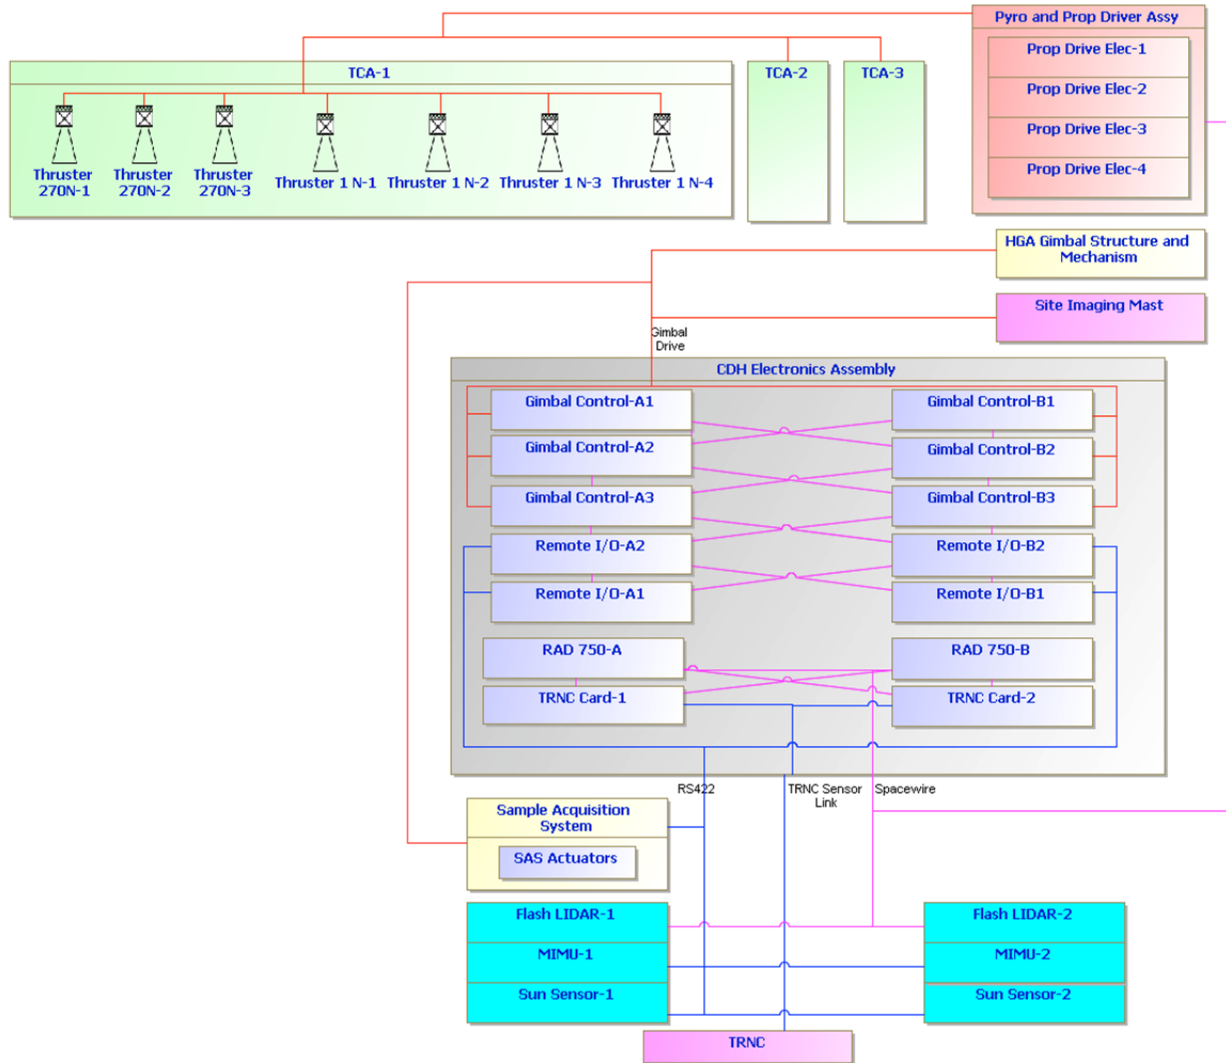 Pyro and Prop Driver Assy
Prop Drive Elec-1
Prop Drive Elec-2
Prop Drive Elec-3
Prop Drive Elec-4
TCA-1
TCA-2
TCA-3
Thruster
270N-1
Thruster
270N-2
Thruster
270N-3
Thruster 1 N-1
Thruster 1 N-2
Thruster 1 N-3
Thruster 1 N-4
HGA Gimbal Structure and
Mechanism
Site Imaging Mast
Gimbal
Drive
CDH Electronics Assembly
Gimbal Control-A1
Gimbal Control-B1
Gimbal Control-A2
Gimbal Control-B2
Gimbal Control-A3
Gimbal Control-B3
Remote I/O-A2
Remote I/O-B2
Remote I/O-A1
Remote I/O-B1
RAD 750-A
RAD 750-B
TRNC Card-1
TRNC Card-2
RS422
TRNC Sensor
Link
Spacewire
Sample Acquisition
System
SAS Actuators
Flash LIDAR-1
Flash LIDAR-2
MIMU-1
MIMU-2
Sun Sensor-1
Sun Sensor-2
TRNC